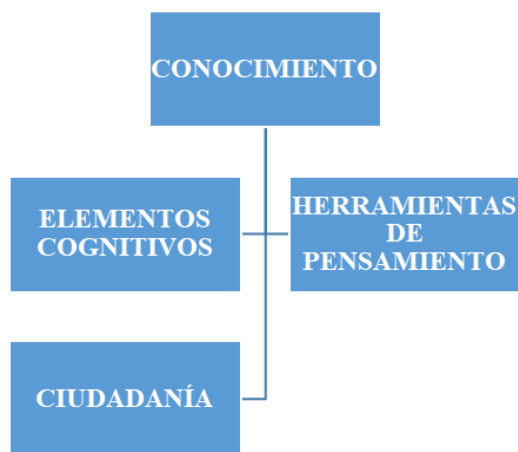 CONOCIMIENTO
ELEMENTOS
COGNITIVOS
HERRAMIENTAS
DE
PENSAMIENTO
CIUDADANÍA